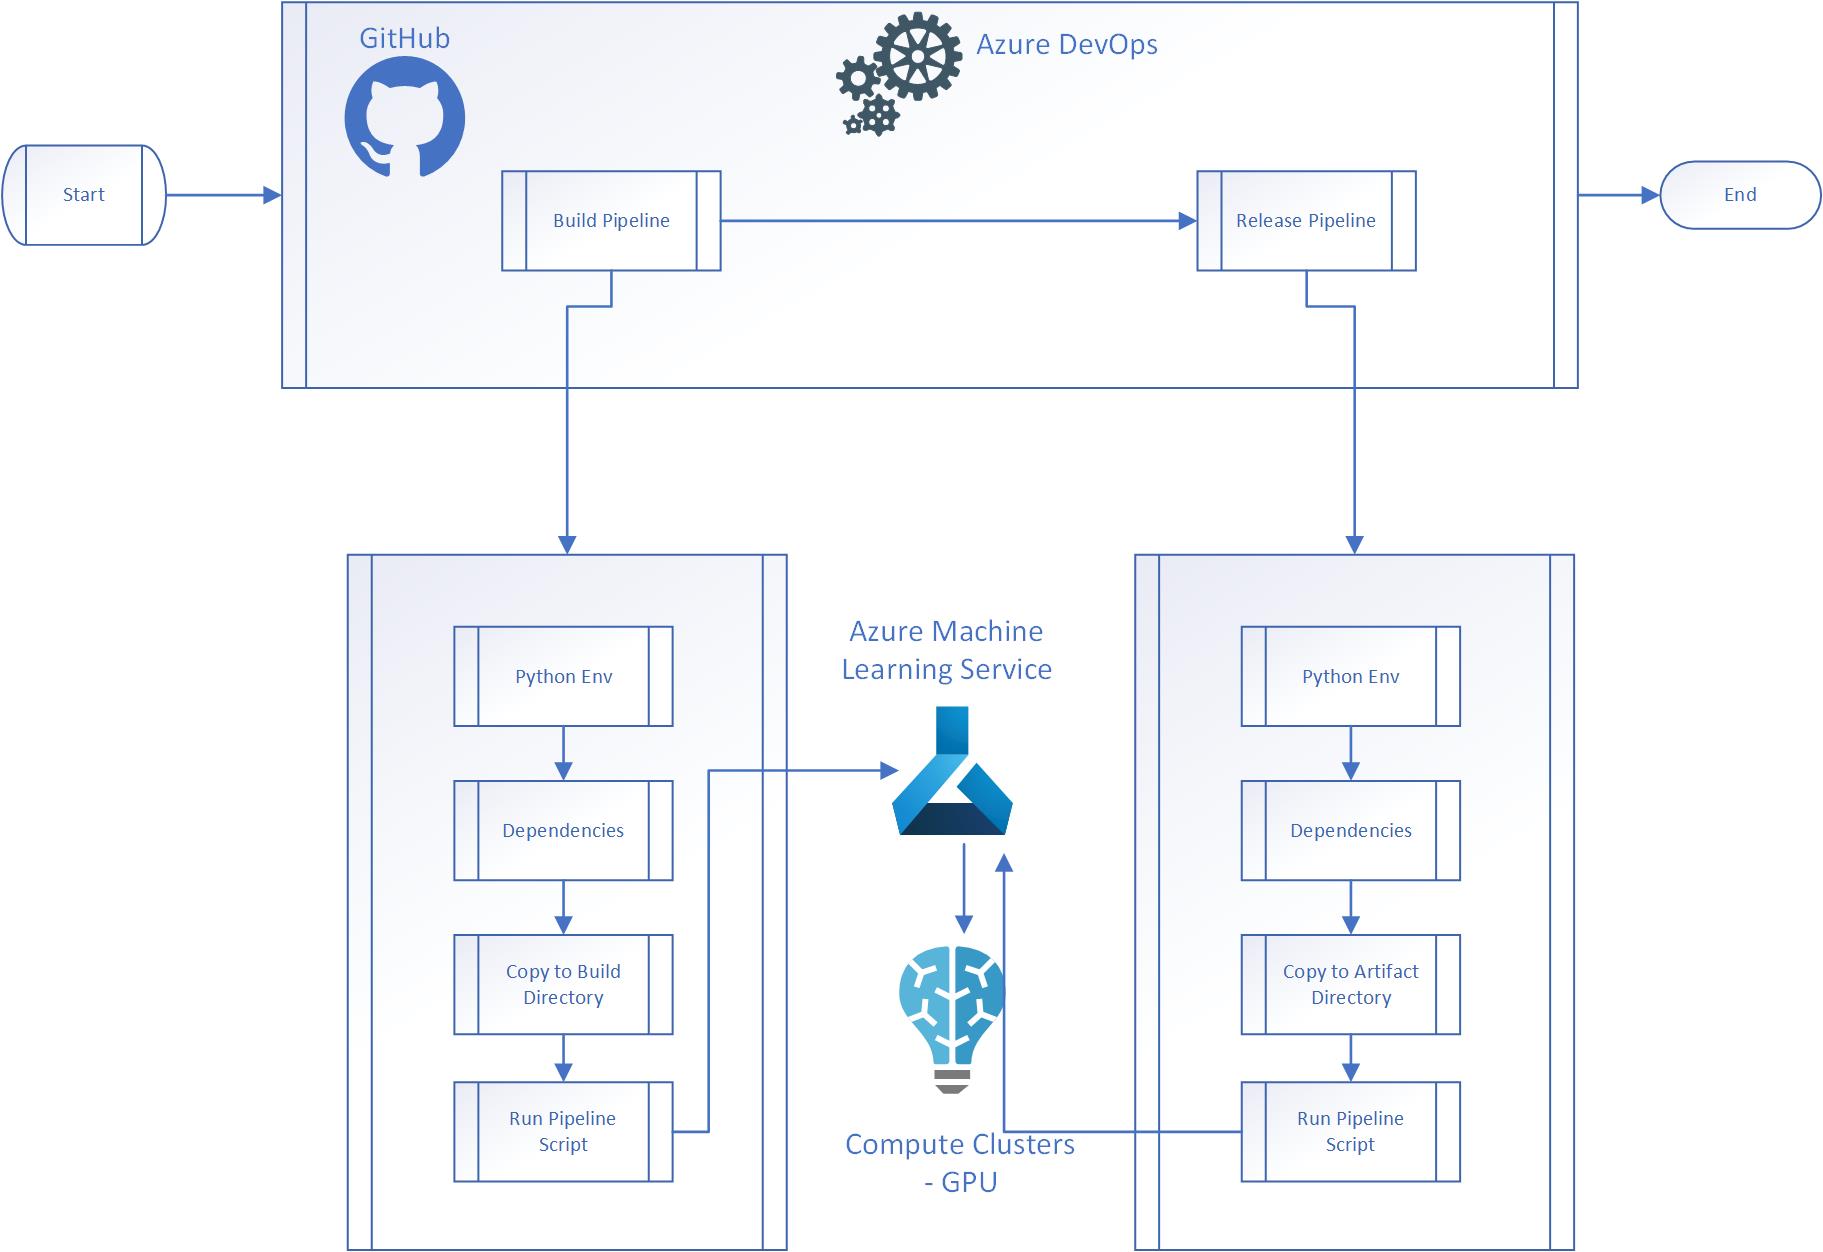 GitHub
Azure DevOps
Start
Build Pipeline
Release Pipeline
End
Python Env
Dependencies
Copy to Build
Directory
Run Pipeline
Script
Azure Machine
Learning Service
Compute Clusters
- GPU
Python Env
Dependencies
Copy to Artifact
Directory
Run Pipeline
Script